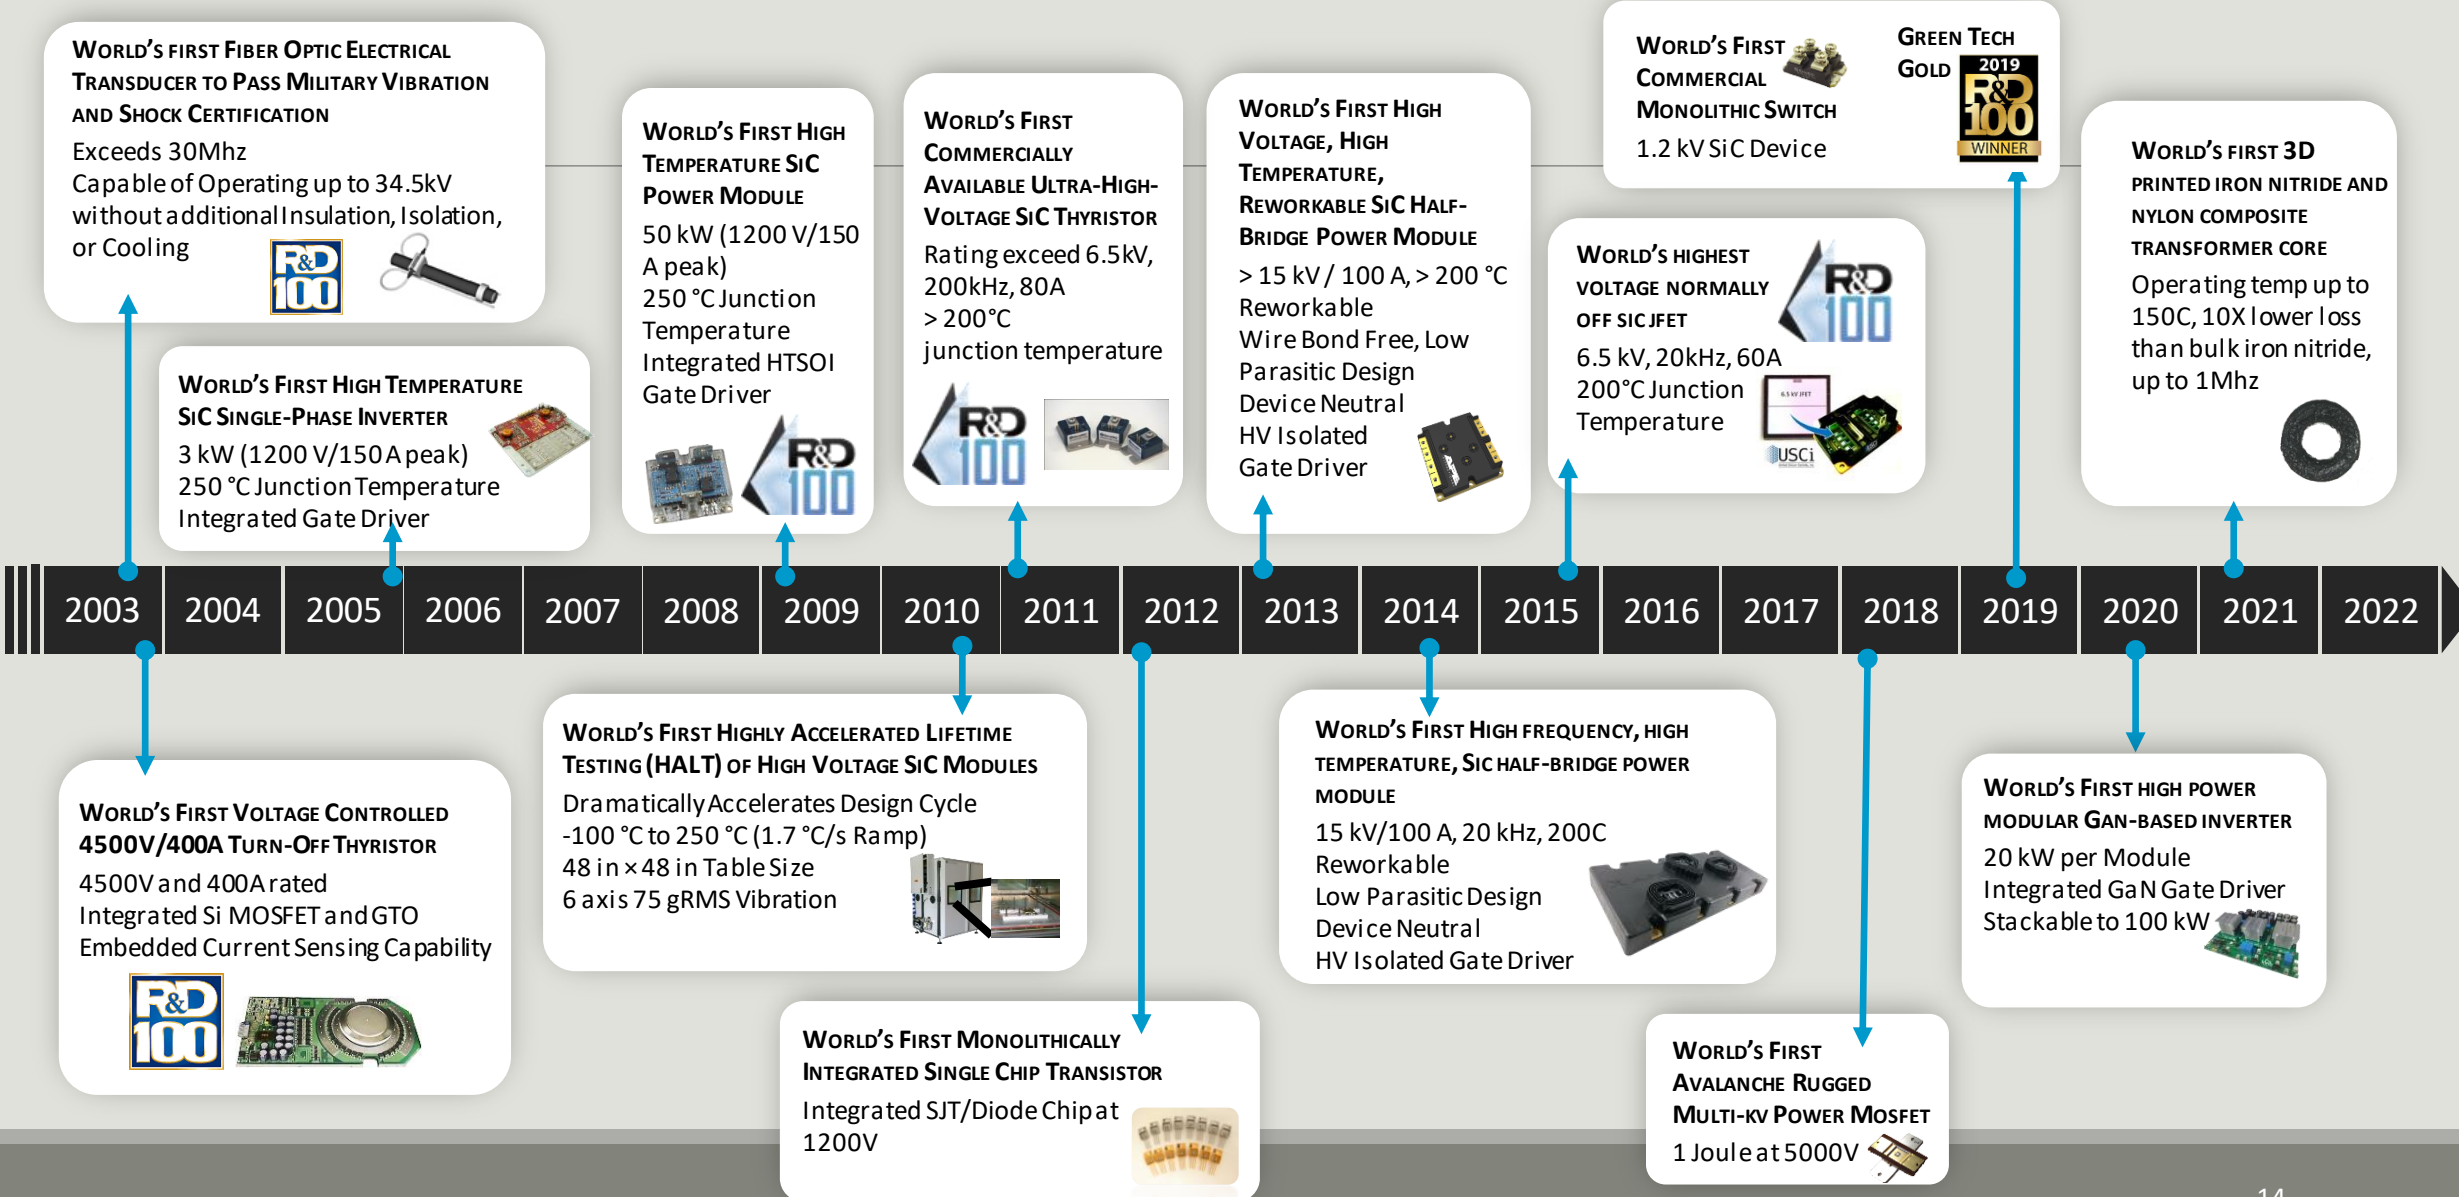 WORLD'S FIRST FIBER OPTIC ELECTRICAL
TRANSDUCER TO PASS MILITARY VIBRATION
AND SHOCK CERTIFICATION
Exceeds 30Mhz
Capable of Operating up to 34.5kV
without additional Insulation, Isolation,
or Cooling
R&D
100
WORLD'S FIRST HIGH TEMPERATURE
SIC SINGLE-PHASE INVERTER
3 kW (1200 V/150 A peak)
250 °C Junction Temperature
Integrated Gate Driver
WORLD'S FIRST HIGH
TEMPERATURE SIC
POWER MODULE
50 kW (1200 V/150
A peak)
250 °C Junction
Temperature
Integrated HTSOI
Gate Driver
R&D
100
WORLD'S FIRST
COMMERCIALLY
AVAILABLE ULTRA-HIGH-
VOLTAGE SIC THYRISTOR
Rating exceed 6.5kV,
200kHz, 80A
> 200°C
junction temperature
R&D
100
WORLD'S FIRST HIGH
VOLTAGE, HIGH
TEMPERATURE,
REWORKABLE SIC HALF-
BRIDGE POWER MODULE
> 15 kV / 100 A, > 200 °C
Reworkable
Wire Bond Free, Low
Parasitic Design
Device Neutral
HV Isolated
Gate Driver
WORLD'S FIRST
COMMERCIAL
MONOLITHIC SWITCH
1.2 kV SiC Device
GREEN TECH
GOLD
2019
R&D
100
WINNER
WORLD'S HIGHEST
VOLTAGE NORMALLY
OFF SIC JFET
6.5 kV, 20kHz, 60A
200°C Junction
Temperature
R&D
100
6.5 kV JFET
USCi
WORLD'S FIRST 3D
PRINTED IRON NITRIDE AND
NYLON COMPOSITE
TRANSFORMER CORE
Operating temp up to
150C, 10X lower loss
than bulk iron nitride,
up to 1Mhz
2003 2004 2005 2006 2007 2008 2009 2010 2011 2012 2013 2014 2015 2016 2017 2018 2019 2020 2021 2022
WORLD'S FIRST VOLTAGE CONTROLLED
4500V/400A TURN-OFF THYRISTOR
4500V and 400A rated
Integrated Si MOSFET and GTO
Embedded Current Sensing Capability
R&D
100
WORLD'S FIRST HIGHLY ACCELERATED LIFETIME
TESTING (HALT) OF HIGH VOLTAGE SIC MODULES
Dramatically Accelerates Design Cycle
-100 °C to 250 °C (1.7 °C/s Ramp)
48 in × 48 in Table Size
6 axis 75 gRMS Vibration
WORLD'S FIRST MONOLITHICALLY
INTEGRATED SINGLE CHIP TRANSISTOR
Integrated SJT/Diode Chip at
1200V
WORLD'S FIRST HIGH FREQUENCY, HIGH
TEMPERATURE, SIC HALF-BRIDGE POWER
MODULE
15 kV/100 A, 20 kHz, 200C
Reworkable
Low Parasitic Design
Device Neutral
HV Isolated Gate Driver
WORLD'S FIRST
AVALANCHE RUGGED
MULTI-KV POWER MOSFET
1 Joule at 5000V
WORLD'S FIRST HIGH POWER
MODULAR GAN-BASED INVERTER
20 kW per Module
Integrated GaN Gate Driver
Stackable to 100 kW
14